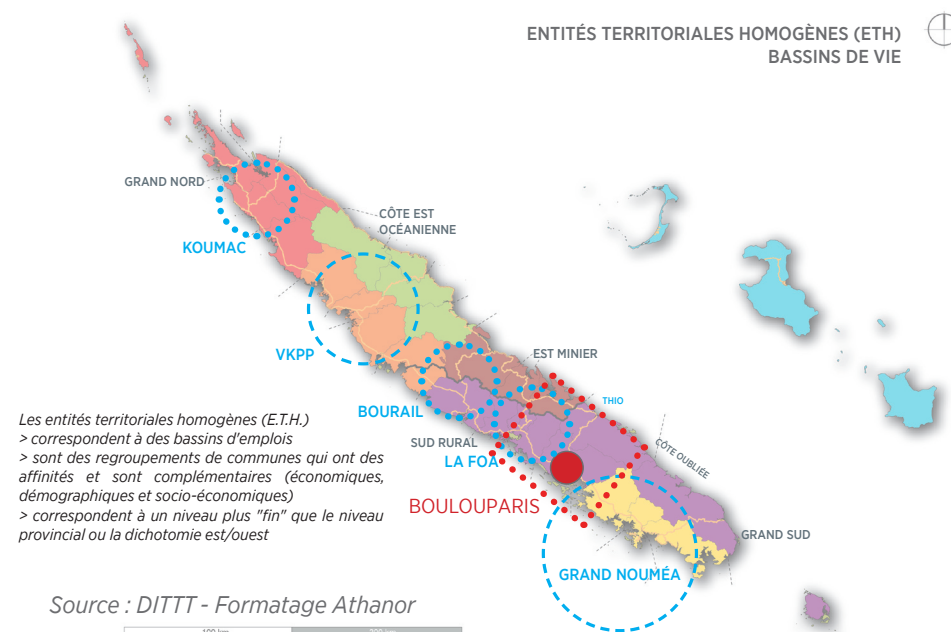 ENTITÉS TERRITORIALES HOMOGÈNES (ETH)
BASSINS DE VIE
GRAND NORD
CÔTE EST
OCÉANIENNE
KOUMAC
VKPP
EST MINIER
THIO
BOURAIL
Les entités territoriales homogènes (E.T.H.)
> correspondent à des bassins d'emplois
> sont des regroupements de communes qui ont des
affinités et sont complémentaires (économiques,
démographiques et socio-économiques)
> correspondent à un niveau plus "fin" que le niveau
provincial ou la dichotomie est/ouest
SUD RURAL
LA FOA
CÔTE OUBLIÉE
BOULOUPARIS
GRAND SUD
GRAND NOUMÉA
Source : DITTT - Formatage Athanor